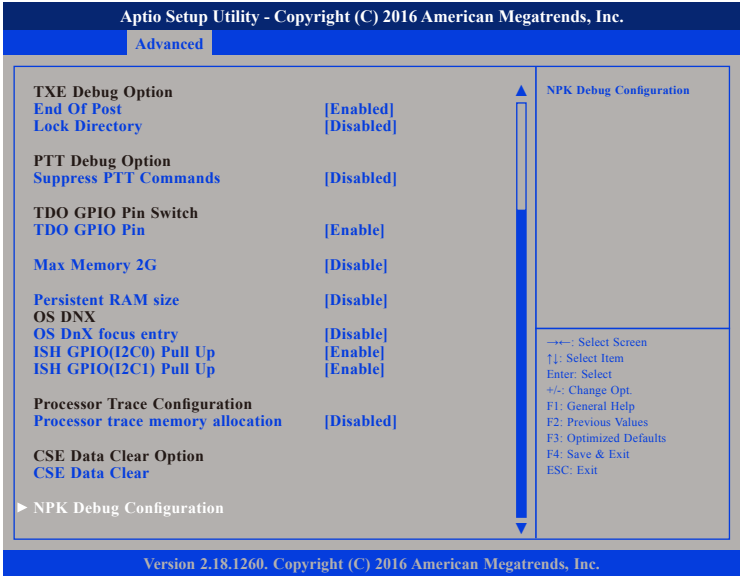 Aptio Setup Utility - Copyright (C) 2016 American Megatrends, Inc.
Advanced
TXE Debug Option
End Of Post [Enabled]
Lock Directory [Disabled]
PTT Debug Option
Suppress PTT Commands [Disabled]
TDO GPIO Pin Switch
TDO GPIO Pin [Enable]
Max Memory 2G [Disable]
Persistent RAM size [Disable]
OS DNX
OS DnX focus entry [Disable]
ISH GPIO(I2C0) Pull Up [Enable]
ISH GPIO(I2C1) Pull Up [Enable]
Processor Trace Configuration
Processor trace memory allocation [Disabled]
CSE Data Clear Option
CSE Data Clear
► NPK Debug Configuration
NPK Debug Configuration
→←: Select Screen
↑↓: Select Item
Enter: Select
+/-: Change Opt.
F1: General Help
F2: Previous Values
F3: Optimized Defaults
F4: Save & Exit
ESC: Exit
Version 2.18.1260. Copyright (C) 2016 American Megatrends, Inc.